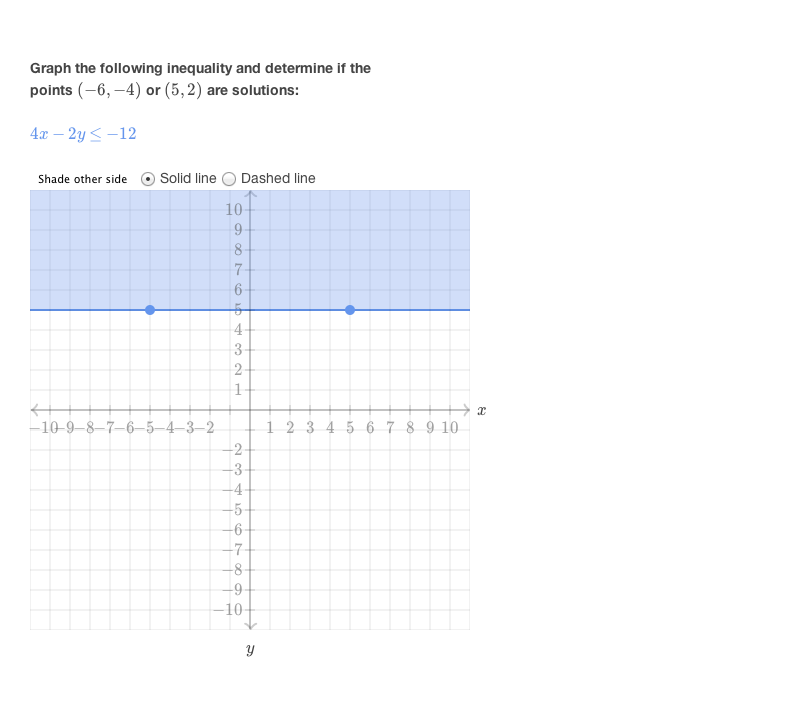 Graph the following inequality and determine if the
points (−6, −4) or (5, 2) are solutions:
4x − 2y ≤ −12
Shade other side Solid line Dashed line
10
9
8
7
6
5
4
3
2
1
x
−10 −9 −8 −7 −6 −5 −4 −3 −2 1 2 3 4 5 6 7 8 9 10
−2
−3
−4
−5
−6
−7
−8
−9
−10
y